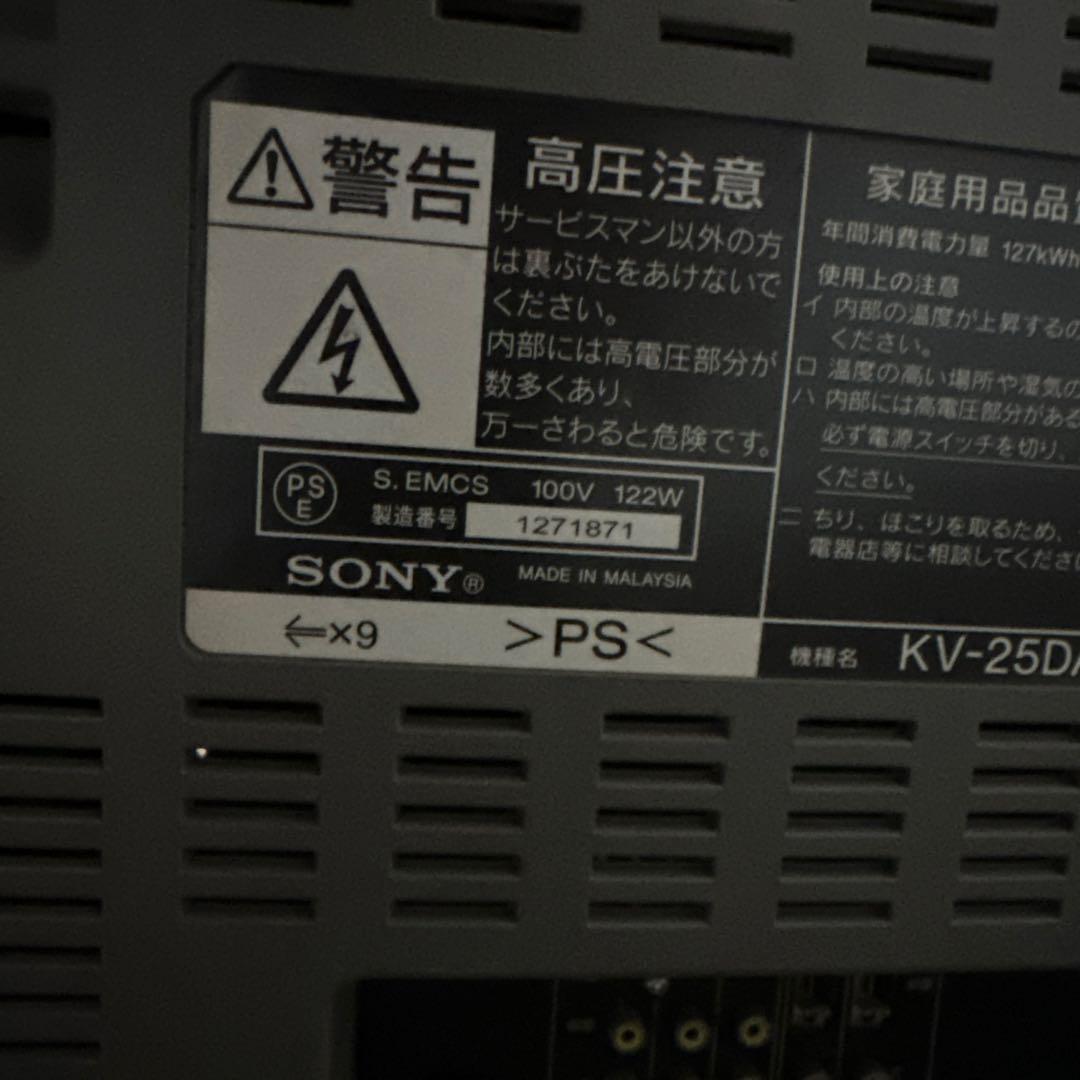 警告
高圧注意
サービスマン以外の方
は裏ぶたをあけないで
ください。
内部には高電圧部分が
数多くあり、
万一さわると危険です。
PS
E
S.EMCS 100V 122W
製造番号 1271871
SONY® MADE IN MALAYSIA
⇐×9 >PS<
家庭用品品質
年間消費電力量 127kWh
使用上の注意
イ 内部の温度が上昇するの
ください。
ロ 温度の高い場所や湿気の
ハ 内部には高電圧部分がある
必ず電源スイッチを切り、
ください。
ニ ちり、ほこりを取るため、
電器店等に相談してくださ
機種名 KV-25DA